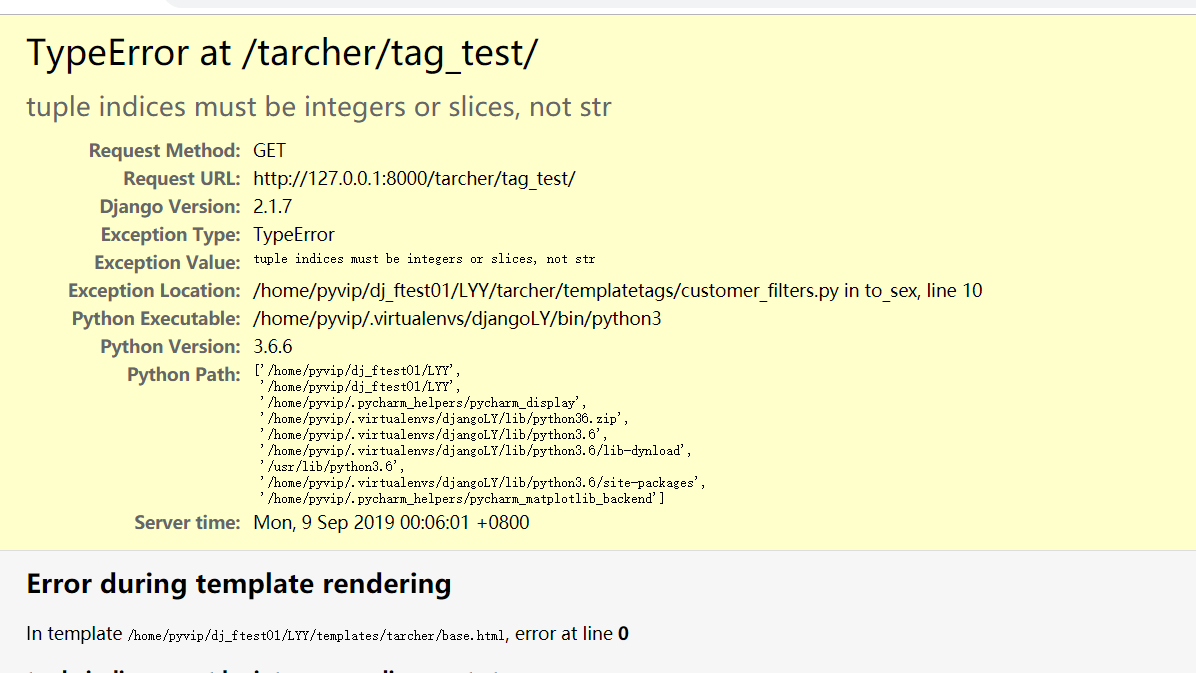 TypeError at /tarcher/tag_test/
tuple indices must be integers or slices, not str
Request Method: GET
Request URL: http://127.0.0.1:8000/tarcher/tag_test/
Django Version: 2.1.7
Exception Type: TypeError
Exception Value: tuple indices must be integers or slices, not str
Exception Location: /home/pyvip/dj_ftest01/LYY/tarcher/templatetags/customer_filters.py in to_sex, line 10
Python Executable: /home/pyvip/.virtualenvs/djangoLY/bin/python3
Python Version: 3.6.6
Python Path: ['/home/pyvip/dj_ftest01/LYY',
'/home/pyvip/dj_ftest01/LYY',
'/home/pyvip/.pycharm_helpers/pycharm_display',
'/home/pyvip/.virtualenvs/djangoLY/lib/python36.zip',
'/home/pyvip/.virtualenvs/djangoLY/lib/python3.6',
'/home/pyvip/.virtualenvs/djangoLY/lib/python3.6/lib-dynload',
'/usr/lib/python3.6',
'/home/pyvip/.virtualenvs/djangoLY/lib/python3.6/site-packages',
'/home/pyvip/.pycharm_helpers/pycharm_matplotlib_backend']
Server time: Mon, 9 Sep 2019 00:06:01 +0800
Error during template rendering
In template /home/pyvip/dj_ftest01/LYY/templates/tarcher/base.html, error at line 0